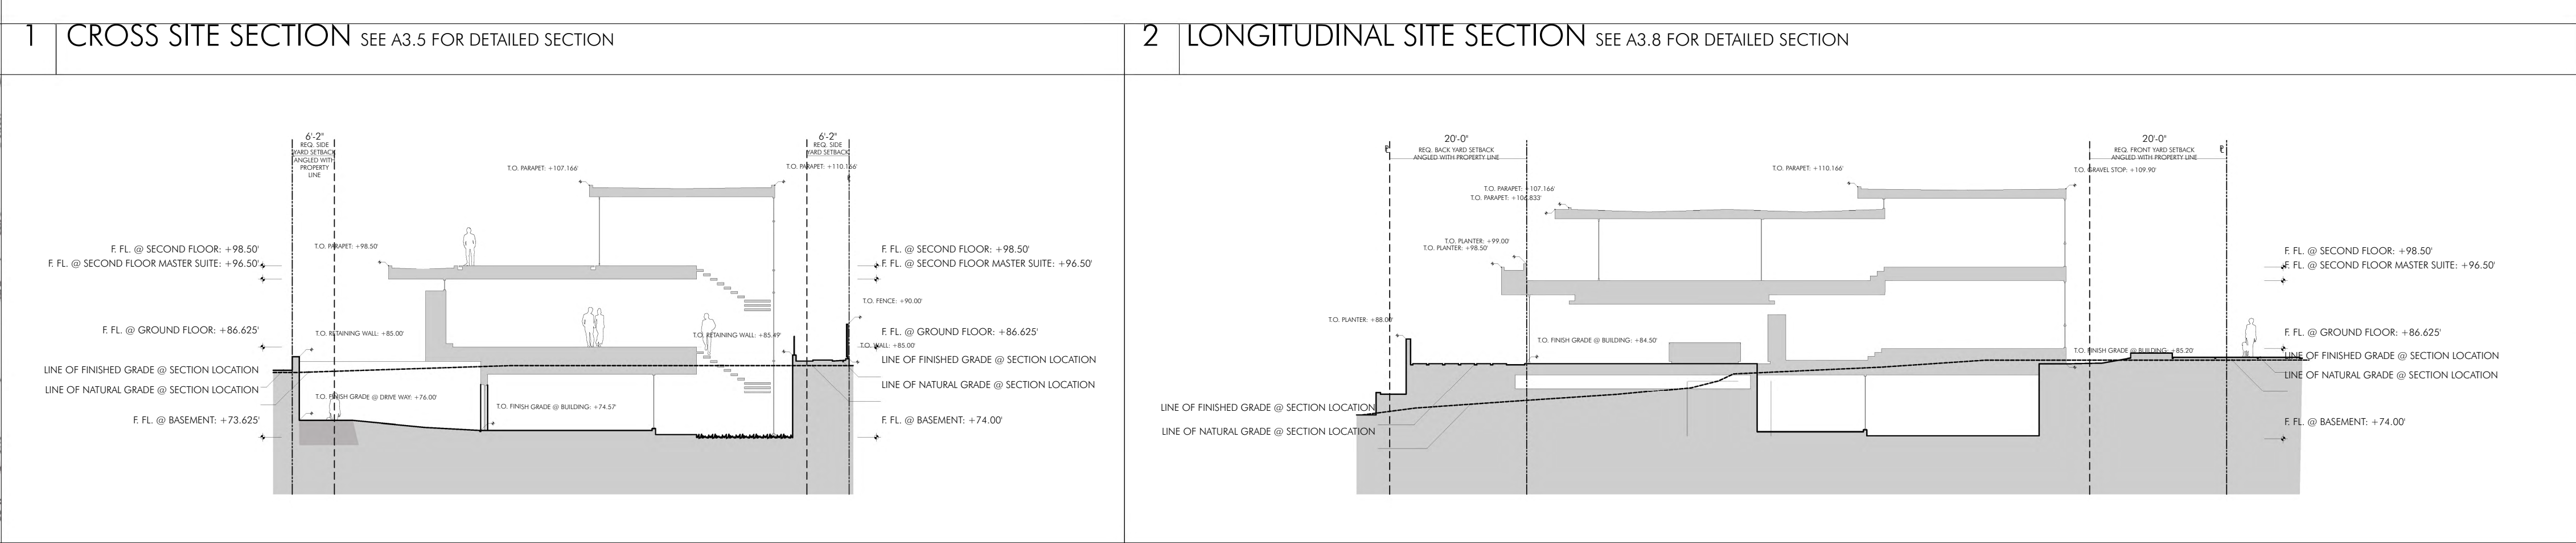 1 CROSS SITE SECTION SEE A3.5 FOR DETAILED SECTION
6'-2"
REQ. SIDE
YARD SETBACK
ANGLED WITH
PROPERTY
LINE
6'-2"
REQ. SIDE
YARD SETBACK
T.O. PARAPET: +107.166'
T.O. PARAPET: +110.166'
T.O. PARAPET: +98.50'
F. FL. @ SECOND FLOOR: +98.50'
F. FL. @ SECOND FLOOR MASTER SUITE: +96.50'
F. FL. @ SECOND FLOOR: +98.50'
F. FL. @ SECOND FLOOR MASTER SUITE: +96.50'
T.O. FENCE: +90.00'
F. FL. @ GROUND FLOOR: +86.625'
T.O. RETAINING WALL: +85.00'
T.O. RETAINING WALL: +85.49'
F. FL. @ GROUND FLOOR: +86.625'
T.O. WALL: +85.00'
LINE OF FINISHED GRADE @ SECTION LOCATION
LINE OF NATURAL GRADE @ SECTION LOCATION
LINE OF FINISHED GRADE @ SECTION LOCATION
LINE OF NATURAL GRADE @ SECTION LOCATION
T.O. FINISH GRADE @ DRIVE WAY: +76.00'
T.O. FINISH GRADE @ BUILDING: +74.57'
F. FL. @ BASEMENT: +73.625'
F. FL. @ BASEMENT: +74.00'
2 LONGITUDINAL SITE SECTION SEE A3.8 FOR DETAILED SECTION
20'-0"
REQ. BACK YARD SETBACK
ANGLED WITH PROPERTY LINE
20'-0"
REQ. FRONT YARD SETBACK
ANGLED WITH PROPERTY LINE
T.O. PARAPET: +110.166'
T.O. GRAVEL STOP: +109.90'
T.O. PARAPET: +107.166'
T.O. PARAPET: +106.833'
T.O. PLANTER: +99.00'
T.O. PLANTER: +98.50'
F. FL. @ SECOND FLOOR: +98.50'
F. FL. @ SECOND FLOOR MASTER SUITE: +96.50'
T.O. PLANTER: +88.00'
F. FL. @ GROUND FLOOR: +86.625'
T.O. FINISH GRADE @ BUILDING: +84.50'
T.O. FINISH GRADE @ BUILDING: +85.20'
LINE OF FINISHED GRADE @ SECTION LOCATION
LINE OF NATURAL GRADE @ SECTION LOCATION
LINE OF FINISHED GRADE @ SECTION LOCATION
LINE OF NATURAL GRADE @ SECTION LOCATION
F. FL. @ BASEMENT: +74.00'